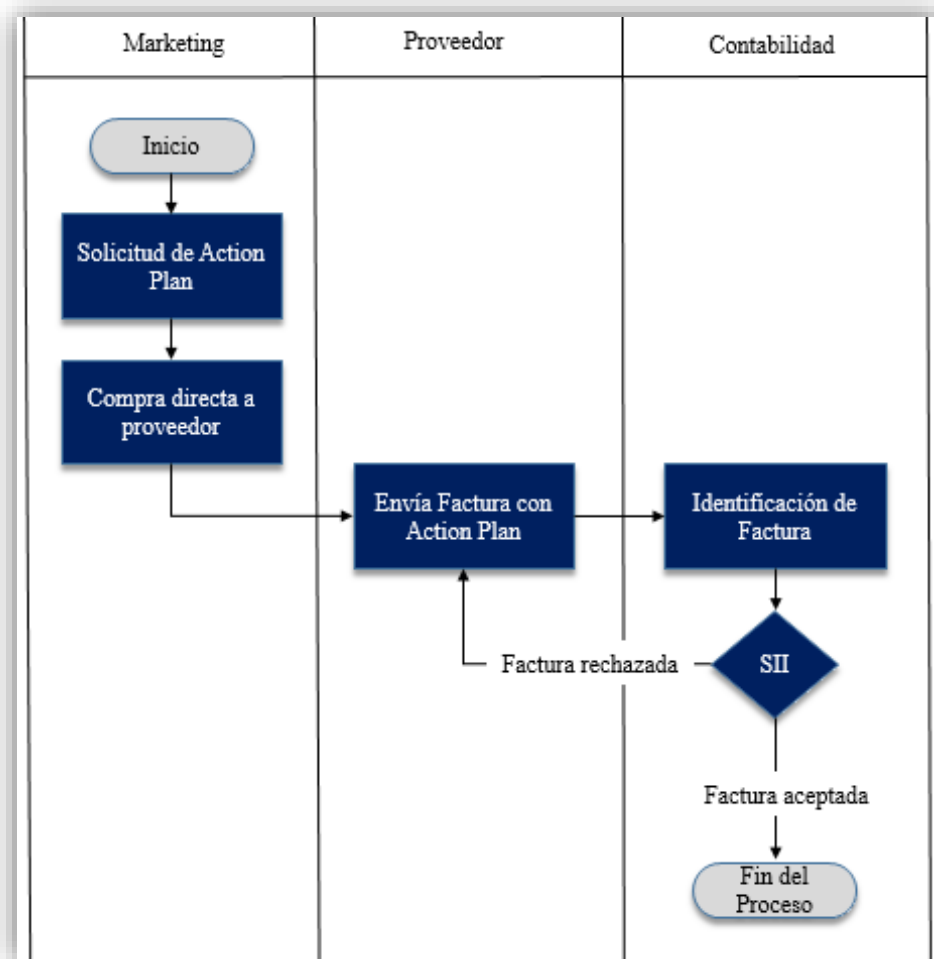 Marketing
Proveedor
Contabilidad
Inicio
Solicitud de Action
Plan
Compra directa a
proveedor
Envía Factura con
Action Plan
Identificación de
Factura
SII
Factura rechazada
Factura aceptada
Fin del
Proceso